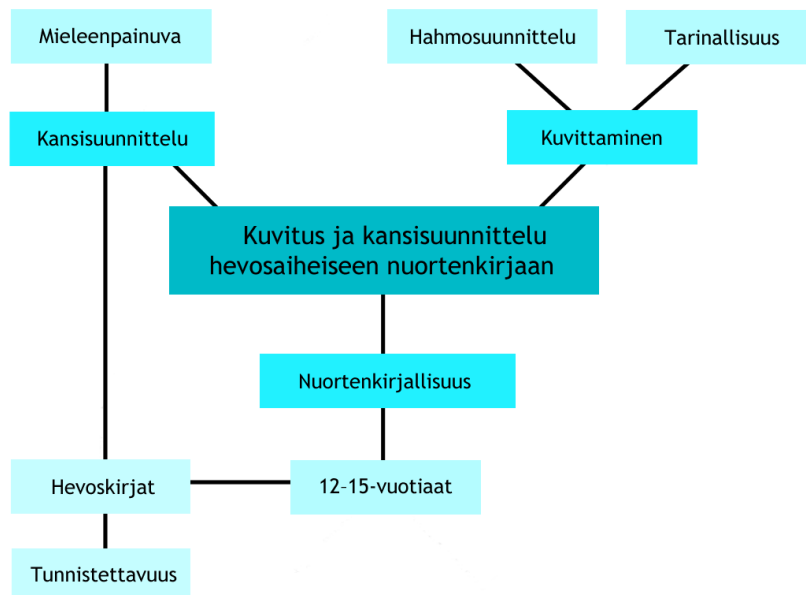 Mieleenpainuva
Hahmosuunnittelu
Tarinallisuus
Kansisuunnittelu
Kuvittaminen
Kuvitus ja kansisuunnittelu
hevosaiheiseen nuortenkirjaan
Nuortenkirjallisuus
Hevoskirjat
12–15-vuotiaat
Tunnistettavuus